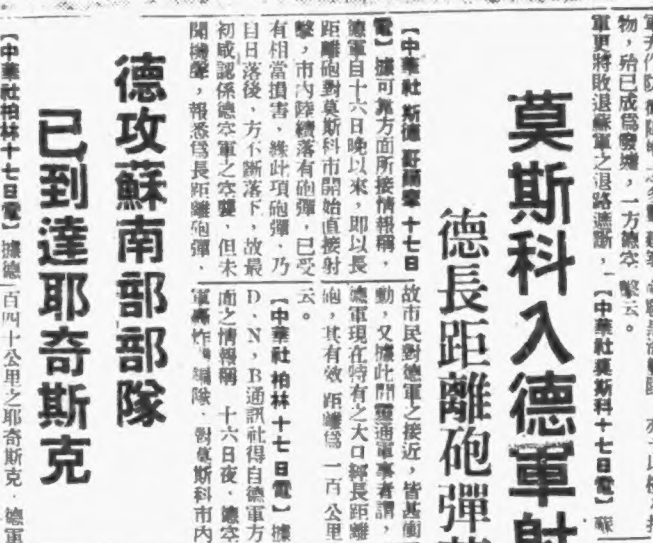 物,殆已成爲廢墟,一方德空
軍更將敗退蘇軍之退路遮斷,
擊云。
【中華社莫斯科十七日電】蘇
莫斯科入德軍射
德長距離砲彈落
【中華社斯德哥爾摩十七日
電】據可靠方面所接情報稱,
德軍自十六日晚以來,即以長
距離砲對莫斯科市開始直接射
擊,市內陸續落有砲彈,已受
有相當損害,緣此項砲彈,乃
自日落後,方不斷落下,故最
初咸認係德空軍之空襲,但未
聞機聲,報悉爲長距離砲彈,
故市民對德軍之接近,皆甚衝
動,又據此間電通軍事者謂,
德軍現在特有之大口徑長距離
砲,其有效距離爲一百公里
云。
【中華社柏林十七日電】據
D.N,B通訊社得自德軍方
面之情報稱 十六日夜,德空
軍轟炸機編隊,對莫斯科市內
德攻蘇南部部隊
已到達耶奇斯克
【中華社柏林十七日電】據德
百四十公里之耶奇斯克,德軍